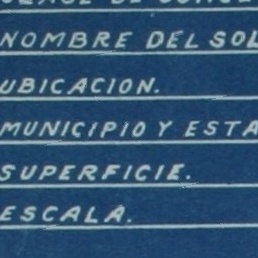 NOMBRE DEL SOL
UBICACION.
MUNICIPIO Y ESTA
SUPERFICIE.
ESCALA.